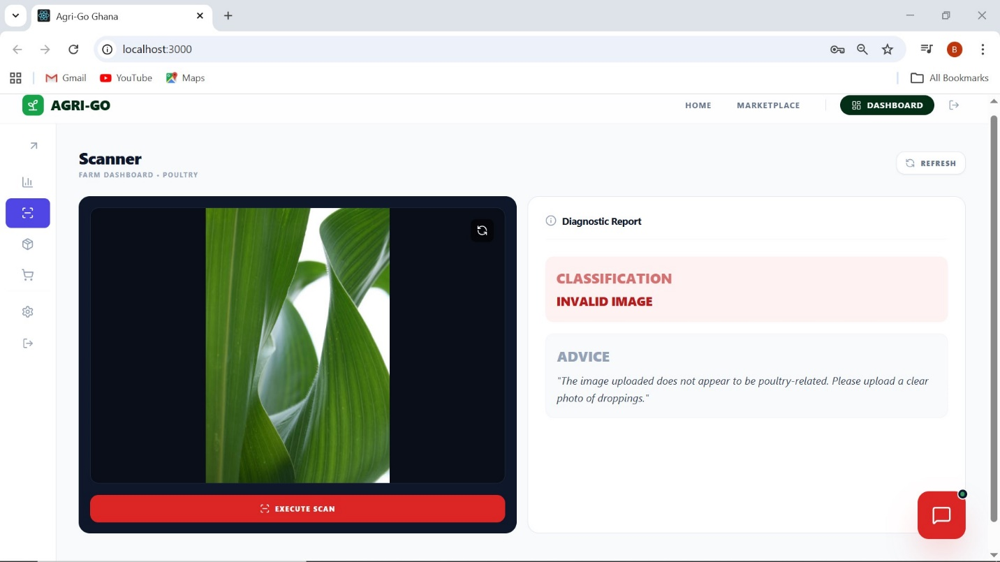 Agri-Go Ghana
localhost:3000
B
Gmail
YouTube
Maps
All Bookmarks
AGRI-GO
HOME
MARKETPLACE
DASHBOARD
Scanner
FARM DASHBOARD • POULTRY
REFRESH
EXECUTE SCAN
Diagnostic Report
CLASSIFICATION
INVALID IMAGE
ADVICE
"The image uploaded does not appear to be poultry-related. Please upload a clear
photo of droppings."